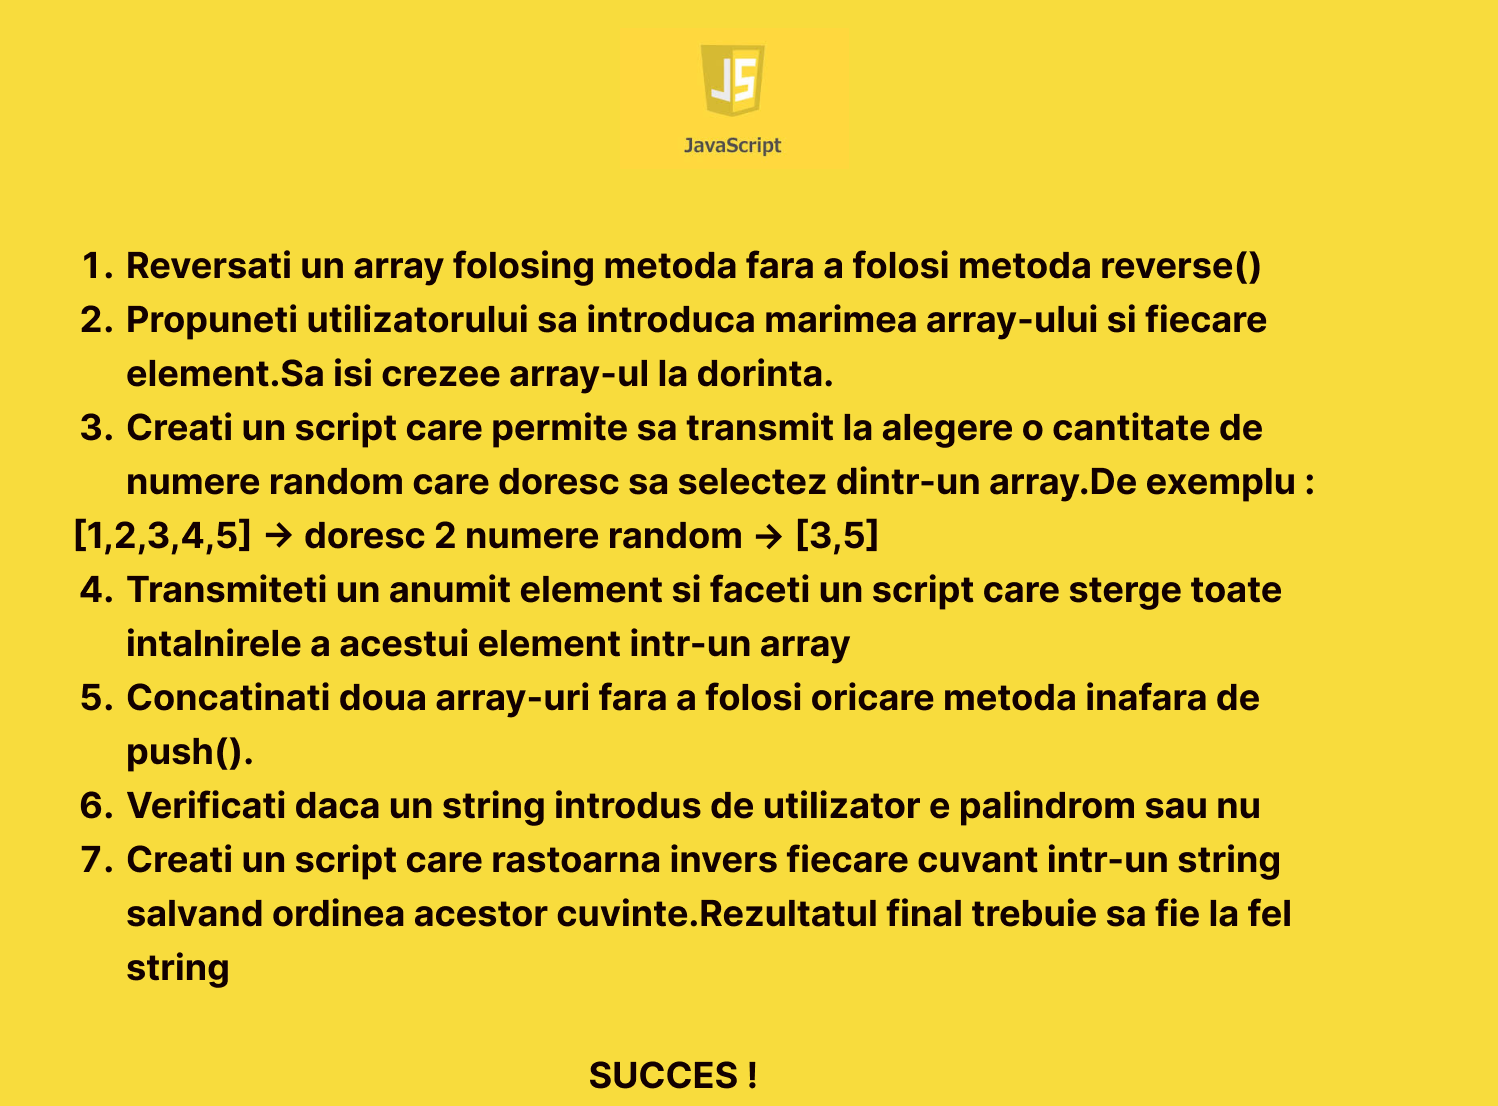 JS
JavaScript
1. Reversati un array folosing metoda fara a folosi metoda reverse()
2. Propuneti utilizatorului sa introduca marimea array-ului si fiecare
element.Sa isi crezee array-ul la dorinta.
3. Creati un script care permite sa transmit la alegere o cantitate de
numere random care doresc sa selectez dintr-un array.De exemplu :
[1,2,3,4,5] → doresc 2 numere random → [3,5]
4. Transmiteti un anumit element si faceti un script care sterge toate
intalnirele a acestui element intr-un array
5. Concatinati doua array-uri fara a folosi oricare metoda inafara de
push().
6. Verificati daca un string introdus de utilizator e palindrom sau nu
7. Creati un script care rastoarna invers fiecare cuvant intr-un string
salvand ordinea acestor cuvinte.Rezultatul final trebuie sa fie la fel
string
SUCCES !